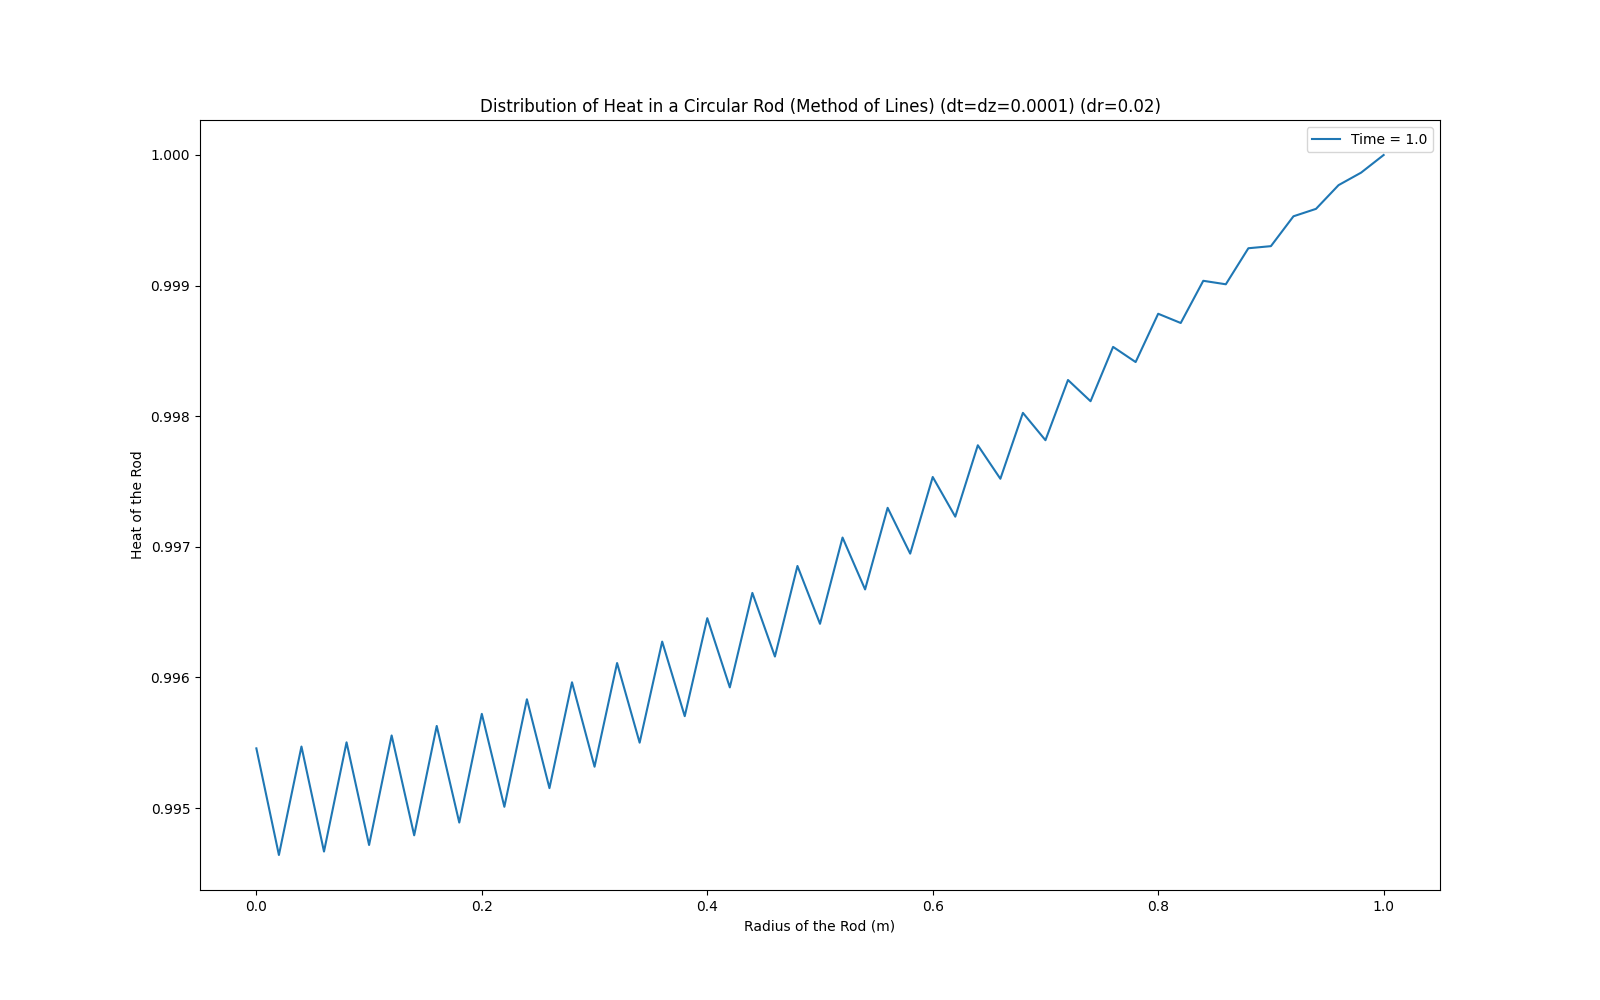 Distribution of Heat in a Circular Rod (Method of Lines) (dt=dz=0.0001) (dr=0.02)
Time = 1.0
1.000
0.999
0.998
0.997
0.996
0.995
Heat of the Rod
0.0 0.2 0.4 0.6 0.8 1.0
Radius of the Rod (m)